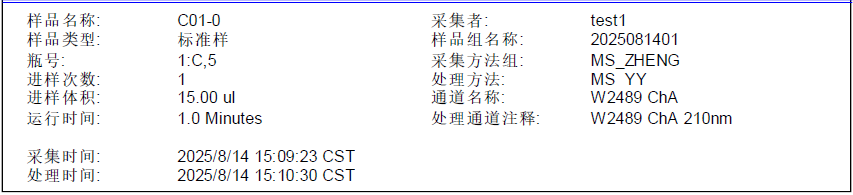 样品名称: C01-0 采集者: test1
样品类型: 标准样 样品组名称: 2025081401
瓶号: 1:C,5 采集方法组: MS_ZHENG
进样次数: 1 处理方法: MS_YY
进样体积: 15.00 ul 通道名称: W2489 ChA
运行时间: 1.0 Minutes 处理通道注释: W2489 ChA 210nm
采集时间: 2025/8/14 15:09:23 CST
处理时间: 2025/8/14 15:10:30 CST